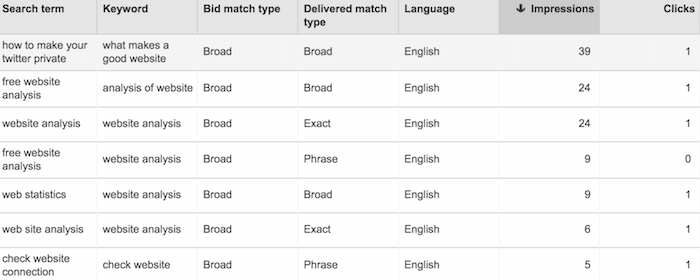 Search term Keyword Bid match type Delivered match type Language Impressions Clicks
how to make your twitter private what makes a good website Broad Broad English 39 1
free website analysis analysis of website Broad Broad English 24 1
website analysis website analysis Broad Exact English 24 1
free website analysis website analysis Broad Phrase English 9 0
web statistics website analysis Broad Broad English 9 1
web site analysis website analysis Broad Exact English 6 1
check website connection check website Broad Phrase English 5 1